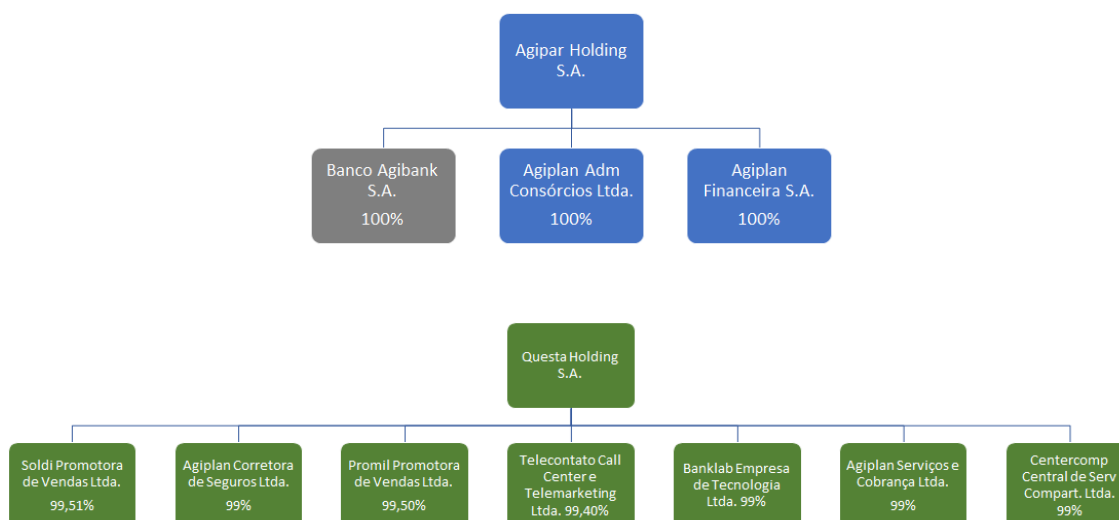 Agipar Holding
S.A.
Banco Agibank
S.A.
100%
Agiplan Adm
Consórcios Ltda.
100%
Agiplan
Financeira S.A.
100%
Questa Holding
S.A.
Soldi Promotora
de Vendas Ltda.
99,51%
Agiplan Corretora
de Seguros Ltda.
99%
Promil Promotora
de Vendas Ltda.
99,50%
Telecontato Call
Center e
Telemarketing
Ltda. 99,40%
Banklab Empresa
de Tecnologia
Ltda. 99%
Agiplan Serviços e
Cobrança Ltda.
99%
Centercomp
Central de Serv
Compart. Ltda.
99%